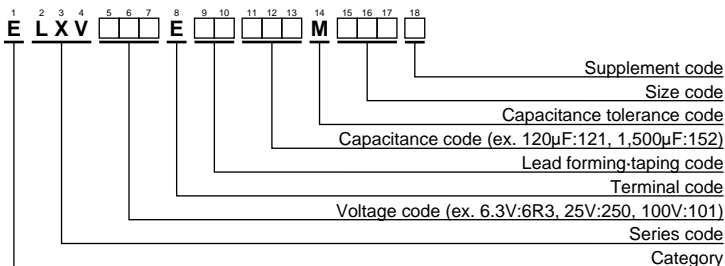 1 2 3 4 5 6 7 8 9 10 11 12 13 14 15 16 17 18
E L X V E M
Supplement code
Size code
Capacitance tolerance code
Capacitance code (ex. 120µF:121, 1,500µF:152)
Lead forming·taping code
Terminal code
Voltage code (ex. 6.3V:6R3, 25V:250, 100V:101)
Series code
Category